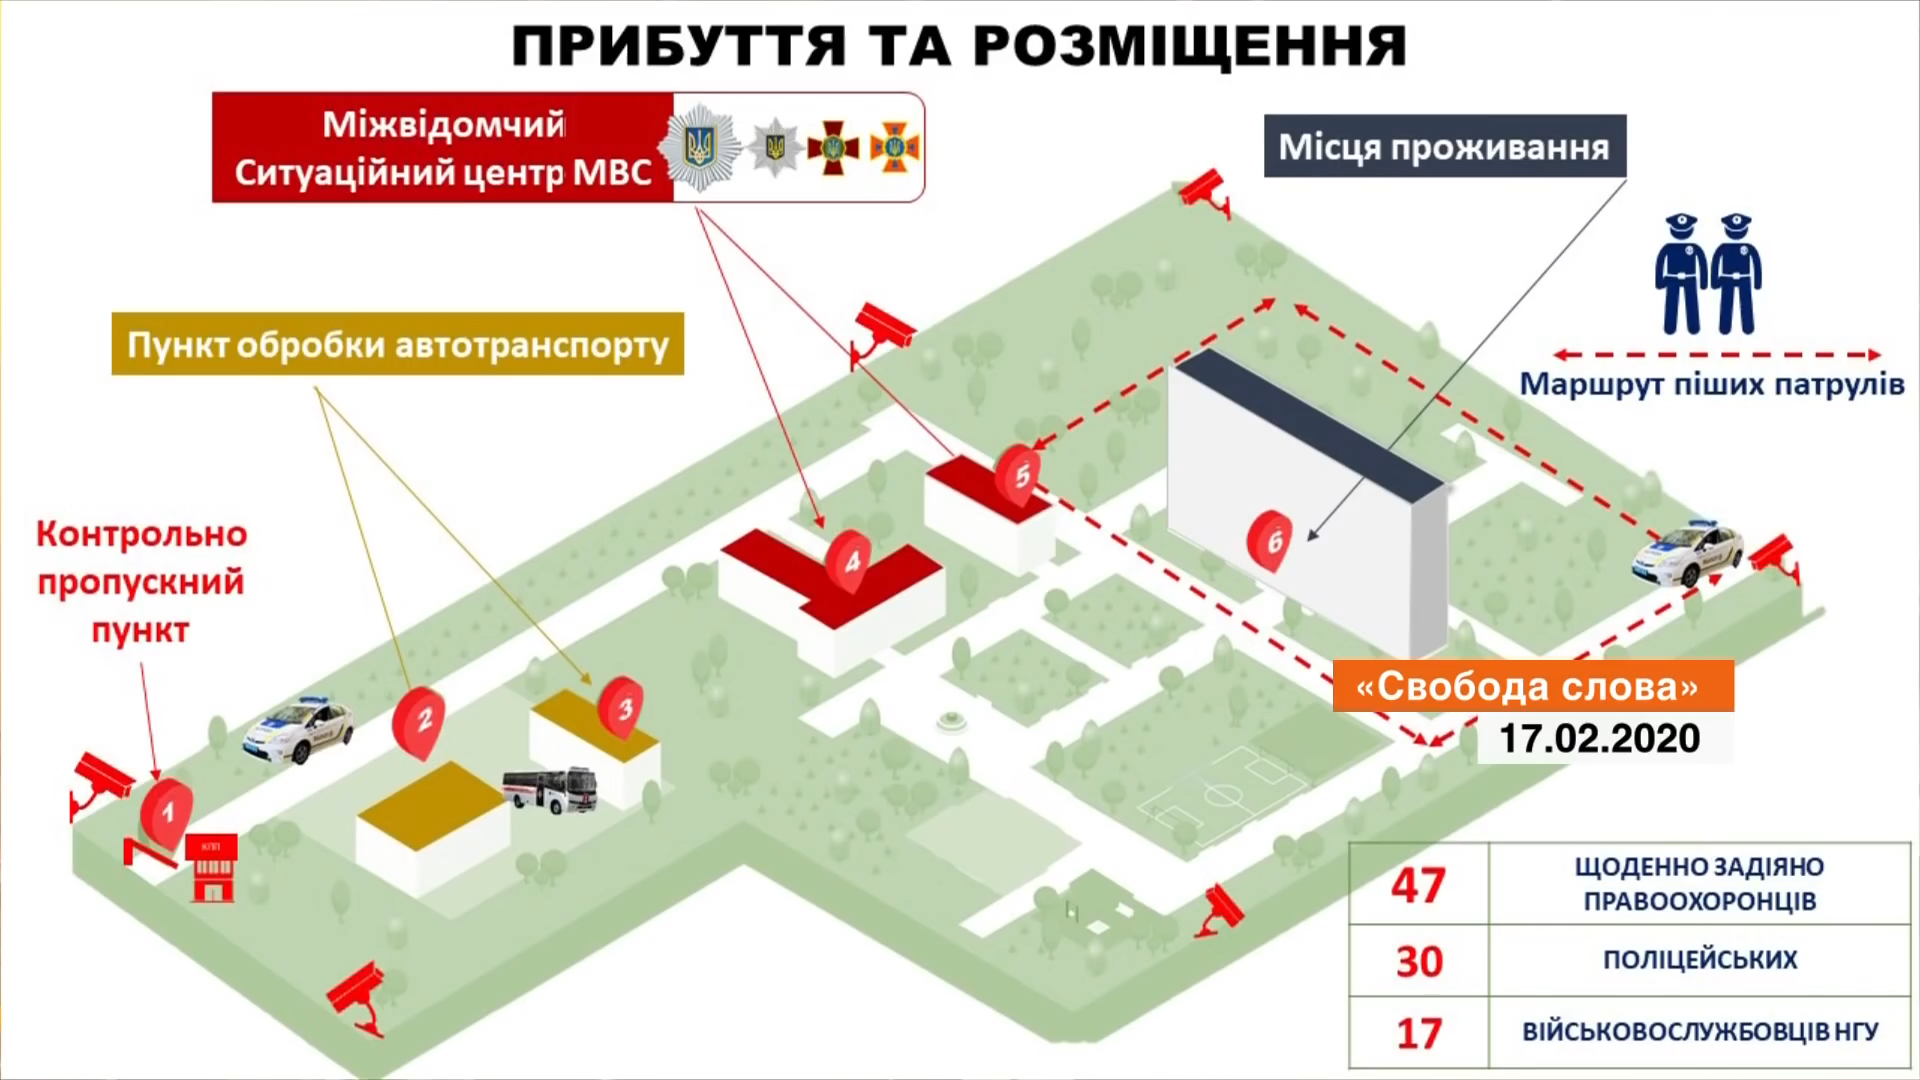 ПРИБУТТЯ ТА РОЗМІЩЕННЯ
Міжвідомчий
Ситуаційний центр МВС
Місця проживання
Маршрут піших патрулів
Пункт обробки автотранспорту
Контрольно
пропускний
пункт
5
4
6
3
2
1
КПП
«Свобода слова»
17.02.2020
47 ЩОДЕННО ЗАДІЯНО
ПРАВООХОРОНЦІВ
30 ПОЛІЦЕЙСЬКИХ
17 ВІЙСЬКОВОСЛУЖБОВЦІВ НГУ